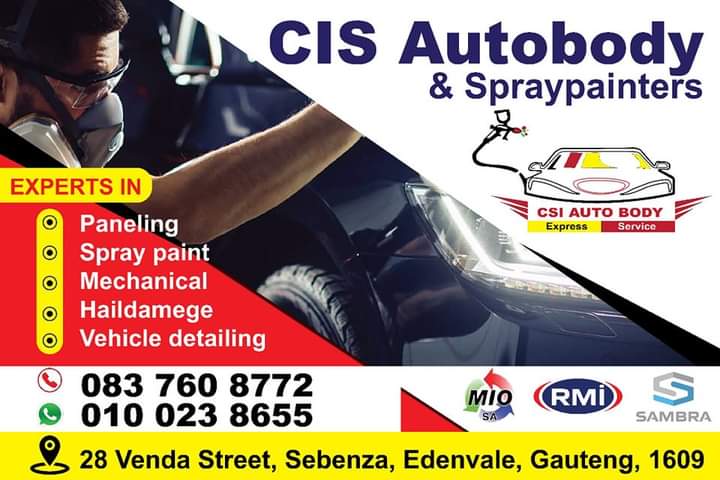 CIS Autobody
& Spraypainters
CSI AUTO BODY
Express Service
EXPERTS IN
Paneling
Spray paint
Mechanical
Haildamege
Vehicle detailing
083 760 8772
010 023 8655
MIO
SA
RMi
SAMBRA
28 Venda Street, Sebenza, Edenvale, Gauteng, 1609